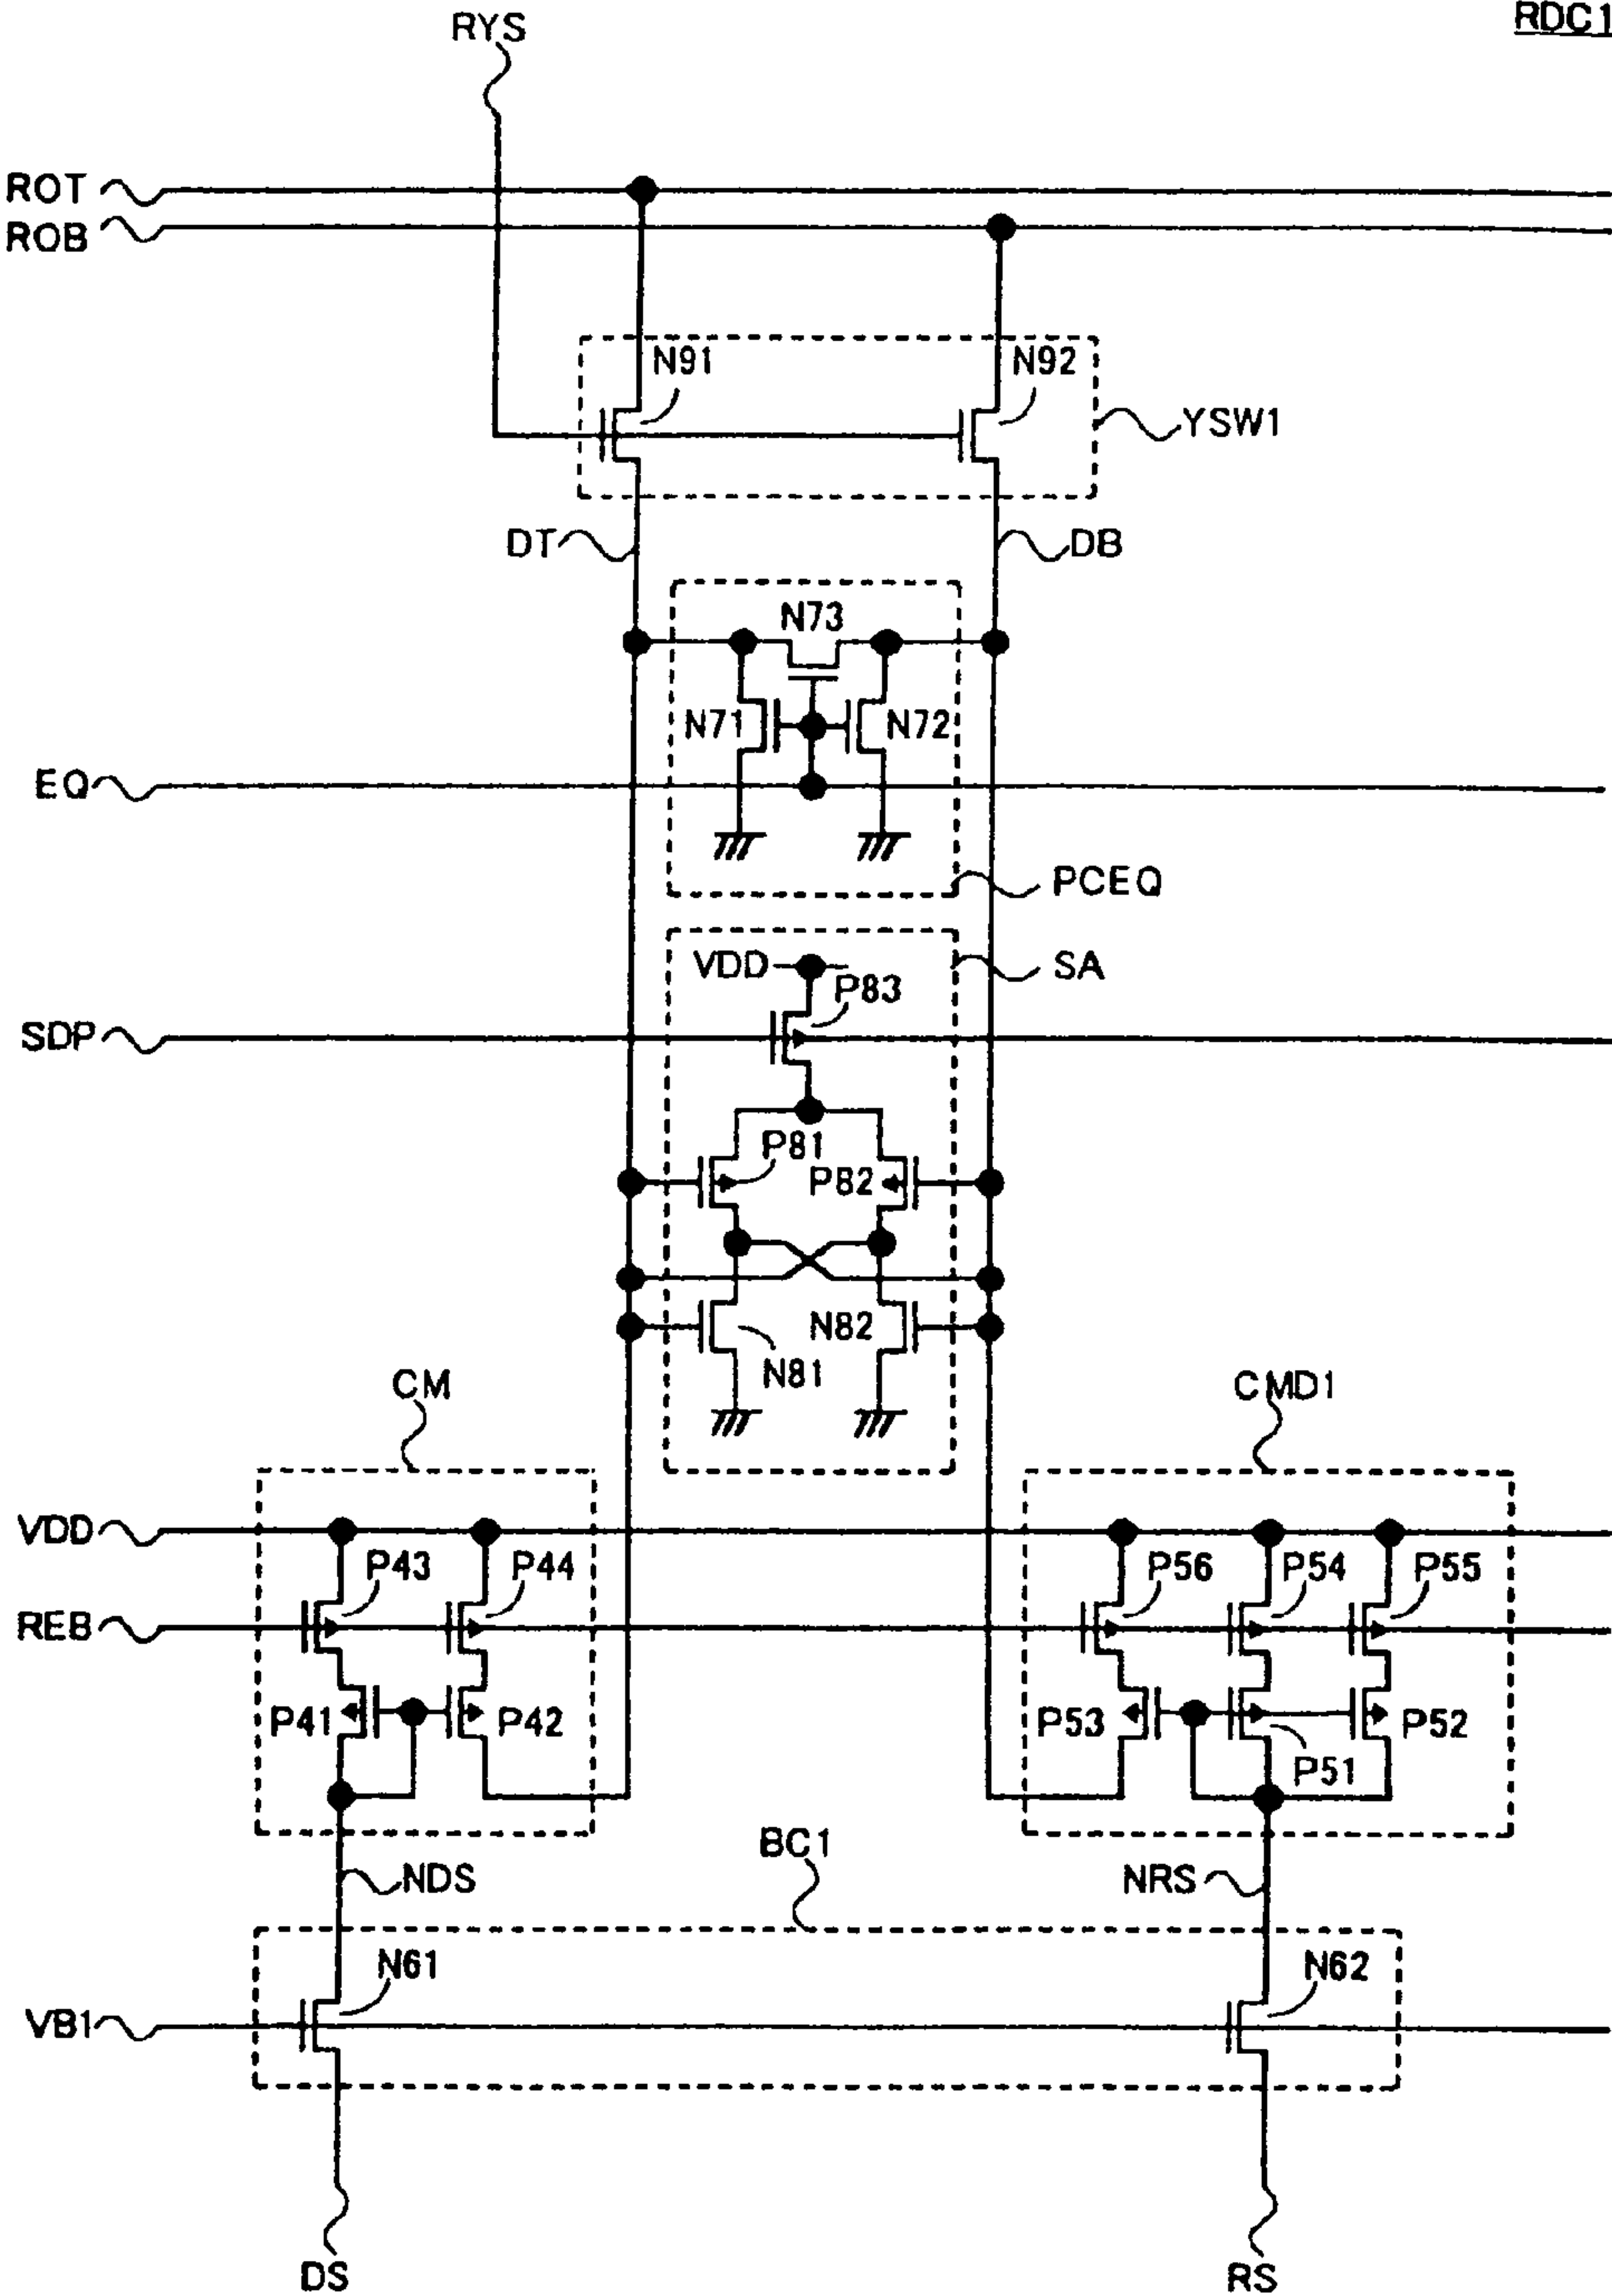 RDC1
RYS
ROT
ROB
N91
N92
YSW1
DT
DB
N73
N71
N72
EQ
PCEQ
VDD
SA
P83
SDP
P81
P82
N82
N81
CM
CMD1
VDD
P43
P44
P56
P54
P55
REB
P41
P42
P53
P52
P51
BC1
NDS
NRS
N61
N62
VB1
DS
RS